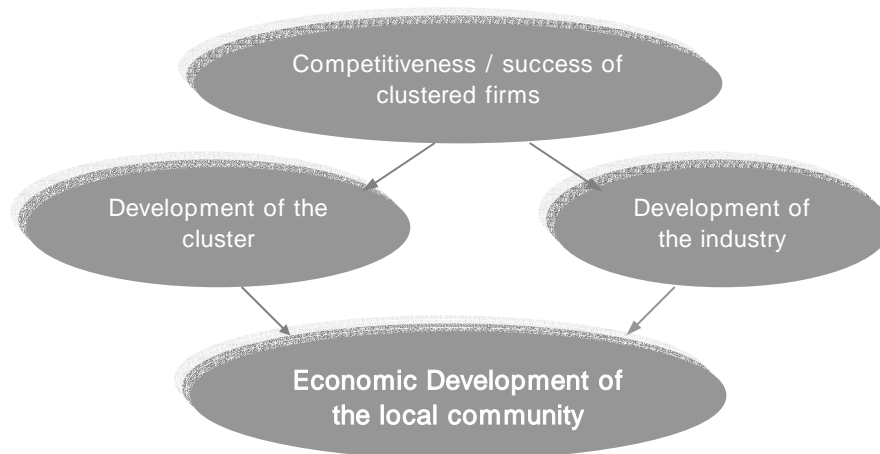 Competitiveness / success of
clustered firms
Development of the
cluster
Development of
the industry
Economic Development of
the local community